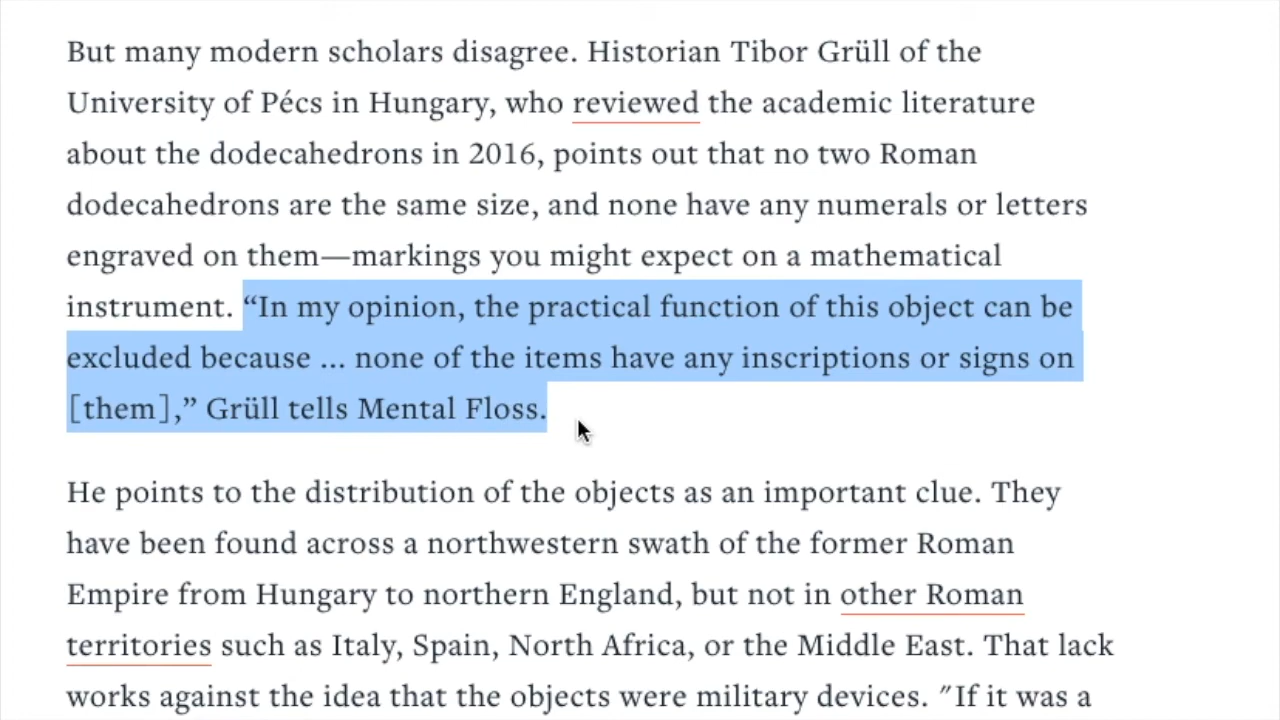 But many modern scholars disagree. Historian Tibor Grüll of the
University of Pécs in Hungary, who reviewed the academic literature
about the dodecahedrons in 2016, points out that no two Roman
dodecahedrons are the same size, and none have any numerals or letters
engraved on them—markings you might expect on a mathematical
instrument. “In my opinion, the practical function of this object can be
excluded because ... none of the items have any inscriptions or signs on
[them],” Grüll tells Mental Floss.
He points to the distribution of the objects as an important clue. They
have been found across a northwestern swath of the former Roman
Empire from Hungary to northern England, but not in other Roman
territories such as Italy, Spain, North Africa, or the Middle East. That lack
works against the idea that the objects were military devices. "If it was a